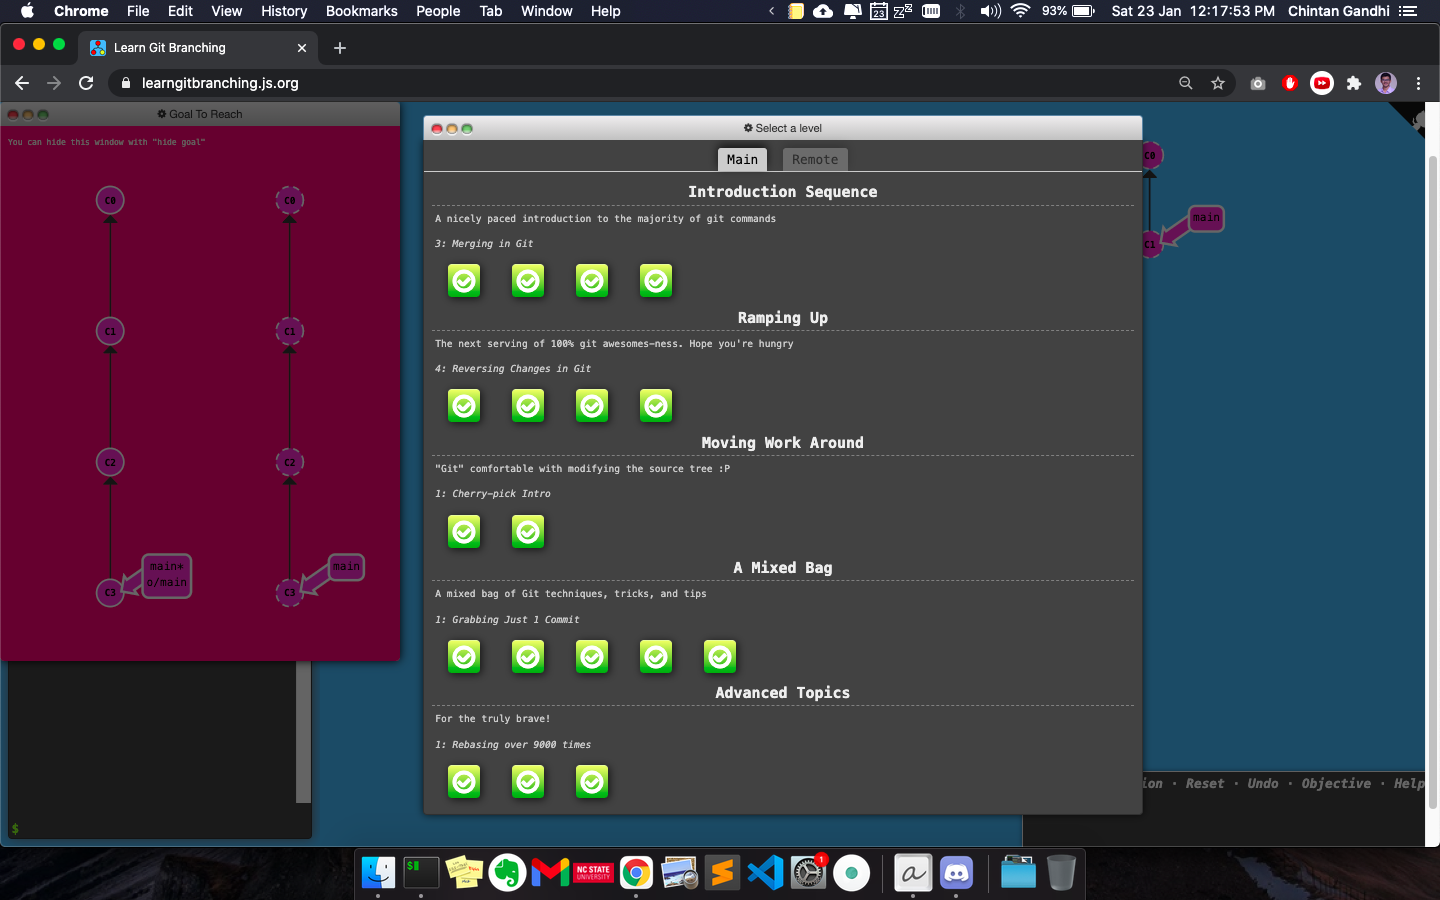 Chrome File Edit View History Bookmarks People Tab Window Help
23
93% Sat 23 Jan 12:17:53 PM Chintan Gandhi
Learn Git Branching
learngitbranching.js.org
Goal To Reach
You can hide this window with "hide goal"
C0 C0
C1 C1
C2 C2
main*
o/main
main
C3 C3
$
Select a level
Main Remote
Introduction Sequence
A nicely paced introduction to the majority of git commands
3: Merging in Git
Ramping Up
The next serving of 100% git awesomes-ness. Hope you're hungry
4: Reversing Changes in Git
Moving Work Around
"Git" comfortable with modifying the source tree :P
1: Cherry-pick Intro
A Mixed Bag
A mixed bag of Git techniques, tricks, and tips
1: Grabbing Just 1 Commit
Advanced Topics
For the truly brave!
1: Rebasing over 9000 times
C0
main
C1
ion · Reset · Undo · Objective · Help
$
NC STATE
UNIVERSITY
1
a